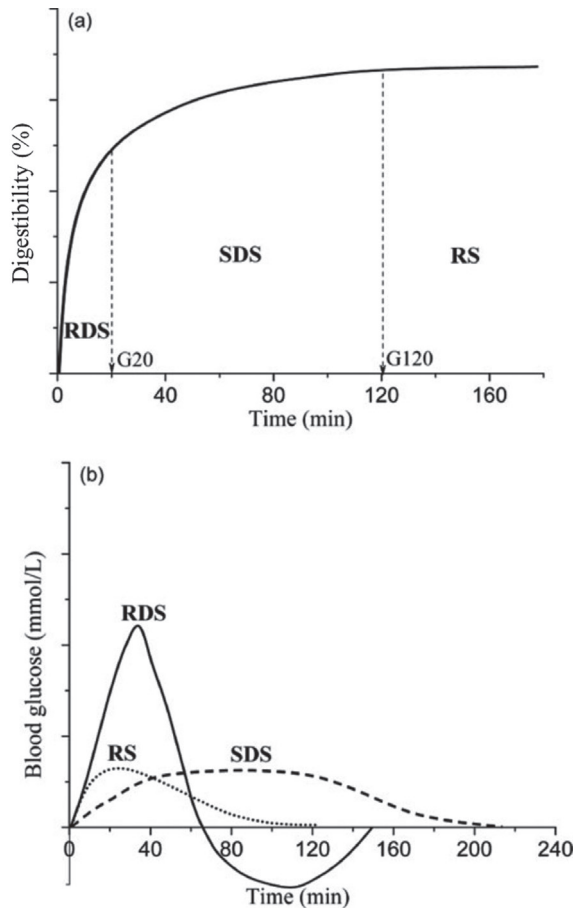 (a)
Digestibility (%)
SDS
RS
RDS
G20
G120
0 40 80 120 160
Time (min)
(b)
Blood glucose (mmol/L)
RDS
RS
SDS
0 40 80 120 160 200 240
Time (min)